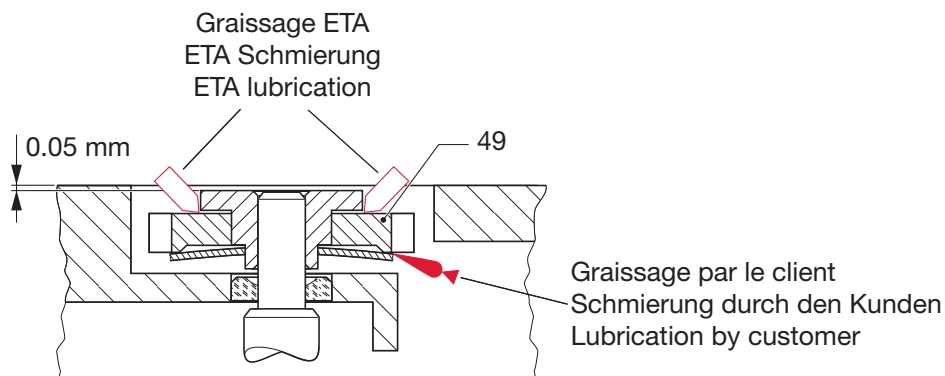 Graissage ETA
ETA Schmierung
ETA lubrication
0.05 mm
49
Graissage par le client
Schmierung durch den Kunden
Lubrication by customer